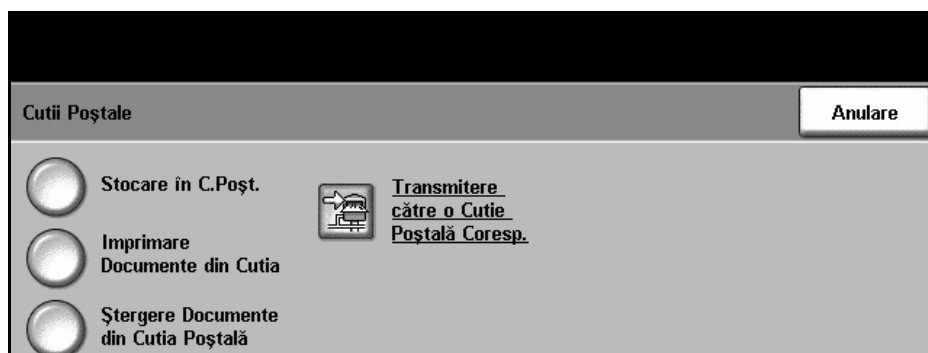 Cutii Poştale
Anulare
Stocare în C.Poşt.
Imprimare
Documente din Cutia
Ştergere Documente
din Cutia Poştală
Transmitere
către o Cutie
Poştală Coresp.